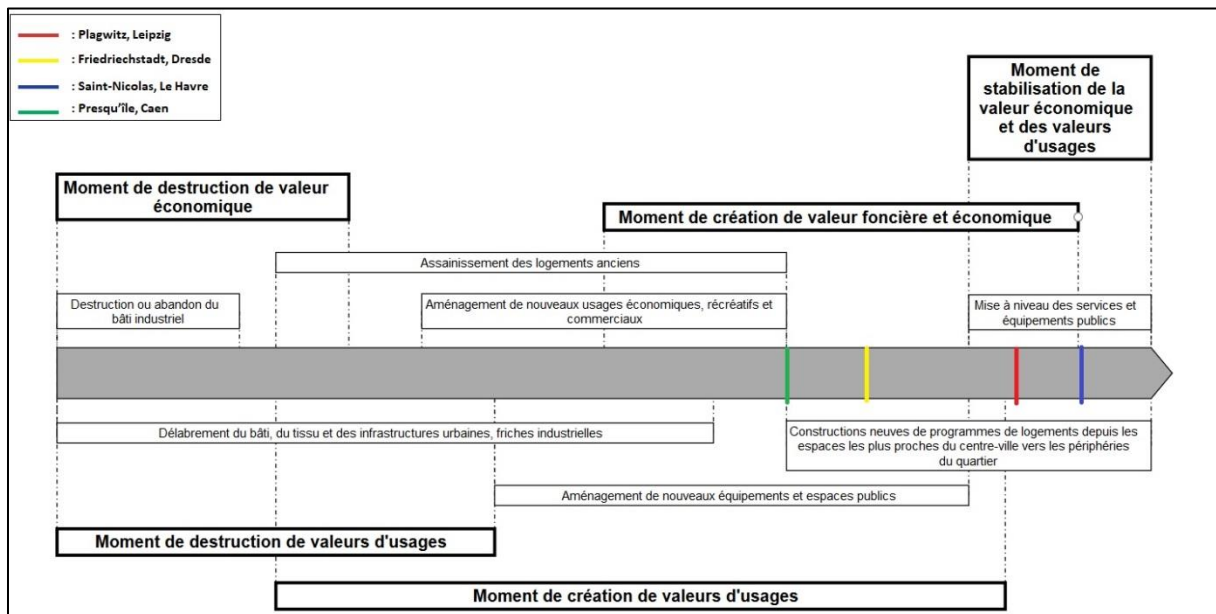 : Plagwitz, Leipzig
: Friedriechstadt, Dresde
: Saint-Nicolas, Le Havre
: Presqu'île, Caen
Moment de
stabilisation de la
valeur économique
et des valeurs
d'usages
Moment de destruction de valeur
économique
Moment de création de valeur foncière et économique
Assainissement des logements anciens
Destruction ou abandon du
bâti industriel
Aménagement de nouveaux usages économiques, récréatifs et
commerciaux
Mise à niveau des services et
équipements publics
Délabrement du bâti, du tissu et des infrastructures urbaines, friches industrielles
Constructions neuves de programmes de logements depuis les
espaces les plus proches du centre-ville vers les périphéries
du quartier
Aménagement de nouveaux équipements et espaces publics
Moment de destruction de valeurs d'usages
Moment de création de valeurs d'usages